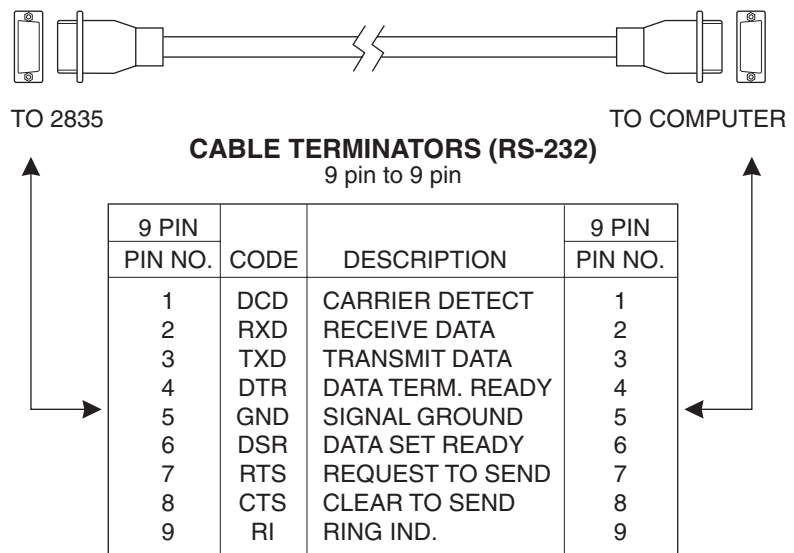 TO 2835 TO COMPUTER
CABLE TERMINATORS (RS-232)
9 pin to 9 pin
9 PIN 9 PIN
PIN NO. CODE DESCRIPTION PIN NO.
1 DCD CARRIER DETECT 1
2 RXD RECEIVE DATA 2
3 TXD TRANSMIT DATA 3
4 DTR DATA TERM. READY 4
5 GND SIGNAL GROUND 5
6 DSR DATA SET READY 6
7 RTS REQUEST TO SEND 7
8 CTS CLEAR TO SEND 8
9 RI RING IND. 9